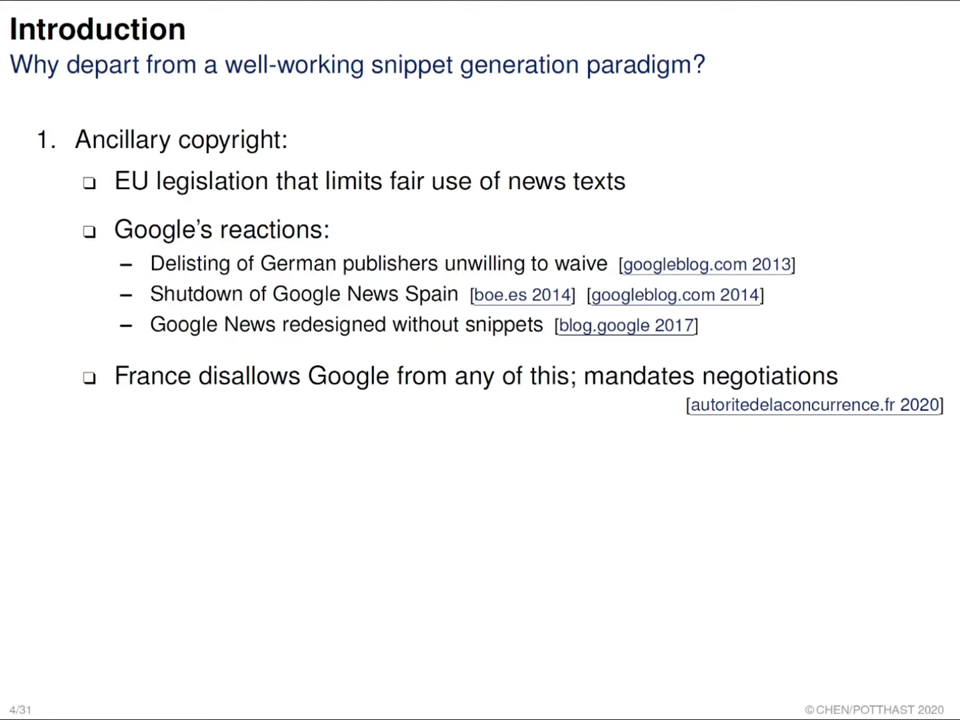 Introduction
Why depart from a well-working snippet generation paradigm?
1. Ancillary copyright:
❏ EU legislation that limits fair use of news texts
❏ Google's reactions:
– Delisting of German publishers unwilling to waive [googleblog.com 2013]
– Shutdown of Google News Spain [boe.es 2014] [googleblog.com 2014]
– Google News redesigned without snippets [blog.google 2017]
❏ France disallows Google from any of this; mandates negotiations
[autoritedelaconcurrence.fr 2020]
4/31
©CHEN/POTTHAST 2020